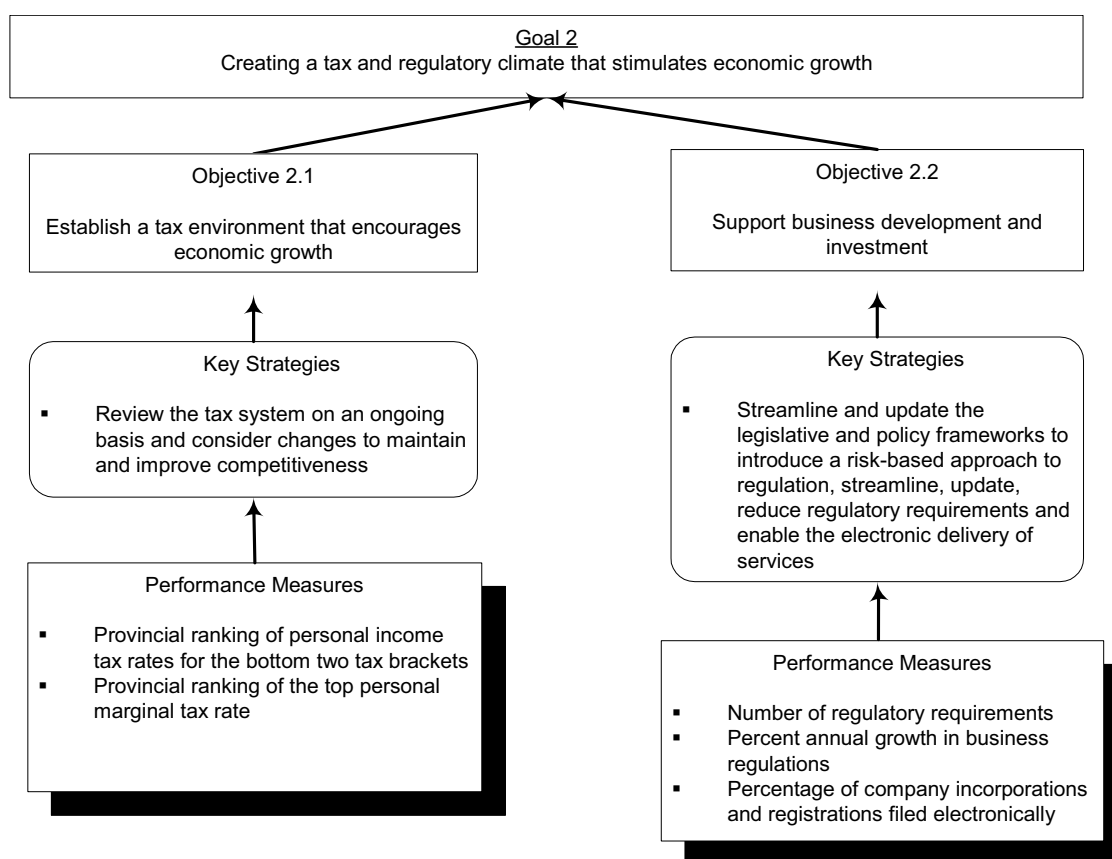 Goal 2
Creating a tax and regulatory climate that stimulates economic growth
Objective 2.1
Establish a tax environment that encourages
economic growth
Key Strategies
▪ Review the tax system on an ongoing
basis and consider changes to maintain
and improve competitiveness
Performance Measures
▪ Provincial ranking of personal income
tax rates for the bottom two tax brackets
▪ Provincial ranking of the top personal
marginal tax rate
Objective 2.2
Support business development and
investment
Key Strategies
▪ Streamline and update the
legislative and policy frameworks to
introduce a risk-based approach to
regulation, streamline, update,
reduce regulatory requirements and
enable the electronic delivery of
services
Performance Measures
▪ Number of regulatory requirements
▪ Percent annual growth in business
regulations
▪ Percentage of company incorporations
and registrations filed electronically